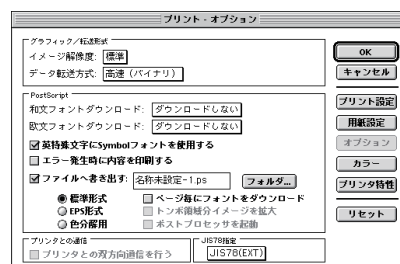 プリント・オプション
グラフィック／転送形式
イメージ解像度: 標準
データ転送方式: 高速（バイナリ）
PostScript
和文フォントダウンロード: ダウンロードしない
欧文フォントダウンロード: ダウンロードしない
英特殊文字にSymbolフォントを使用する
エラー発生時に内容を印刷する
ファイルへ書き出す: 名称未設定-1.ps フォルダ...
標準形式 ページ毎にフォントをダウンロード
EPS形式 トンボ領域分イメージを拡大
色分解用 ポストプロセッサを起動
プリンタとの通信
プリンタとの双方向通信を行う
JIS78指定
JIS78(EXT)
OK
キャンセル
プリント設定
用紙設定
オプション
カラー
プリンタ特性
リセット